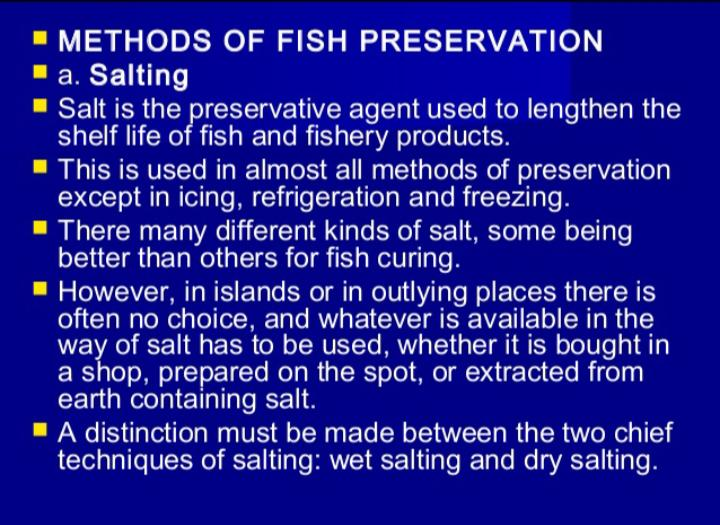 METHODS OF FISH PRESERVATION
a. Salting
Salt is the preservative agent used to lengthen the
shelf life of fish and fishery products.
This is used in almost all methods of preservation
except in icing, refrigeration and freezing.
There many different kinds of salt, some being
better than others for fish curing.
However, in islands or in outlying places there is
often no choice, and whatever is available in the
way of salt has to be used, whether it is bought in
a shop, prepared on the spot, or extracted from
earth containing salt.
A distinction must be made between the two chief
techniques of salting: wet salting and dry salting.